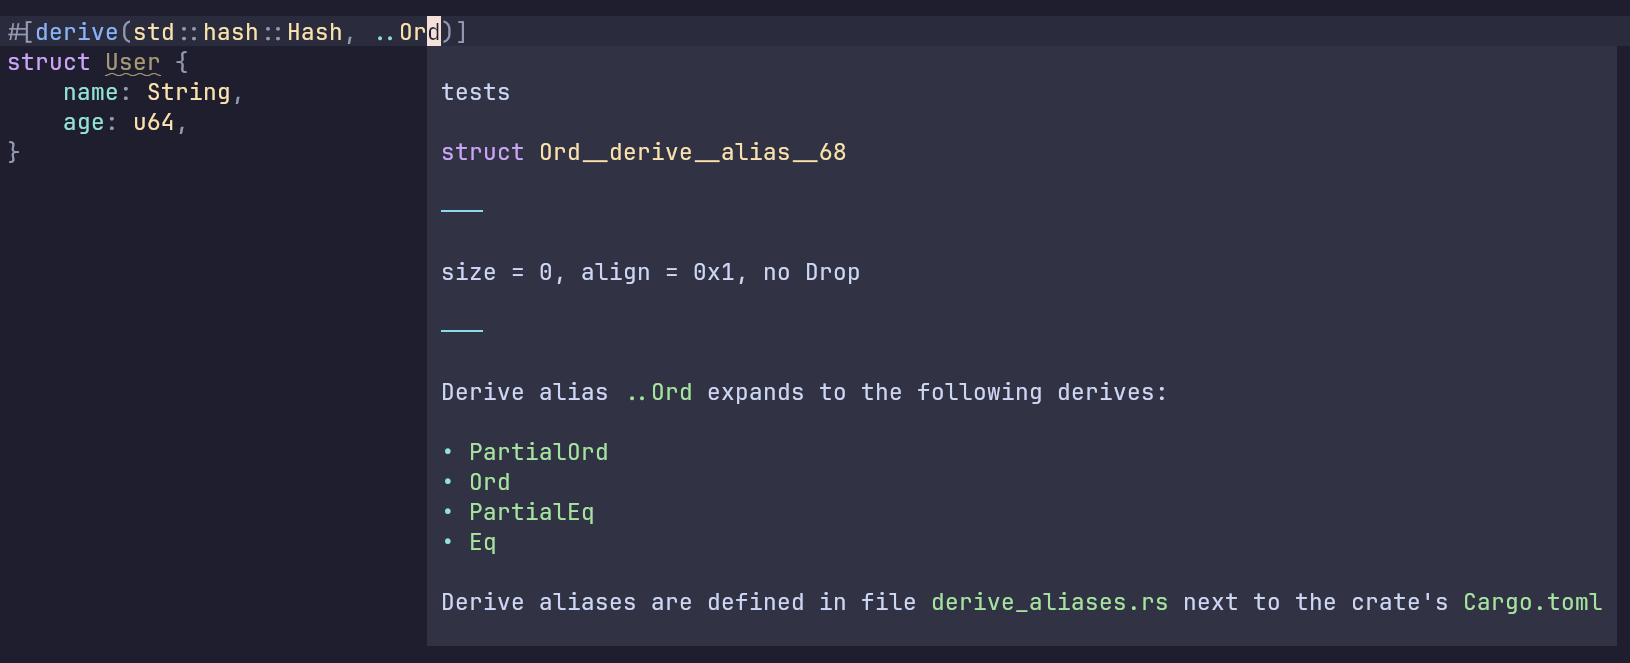 #[derive(std::hash::Hash, ..Ord)]
struct User {
    name: String,
    age: u64,
}
tests
struct Ord__derive__alias__68
───
size = 0, align = 0x1, no Drop
───
Derive alias ..Ord expands to the following derives:
• PartialOrd
• Ord
• PartialEq
• Eq
Derive aliases are defined in file derive_aliases.rs next to the crate's Cargo.toml